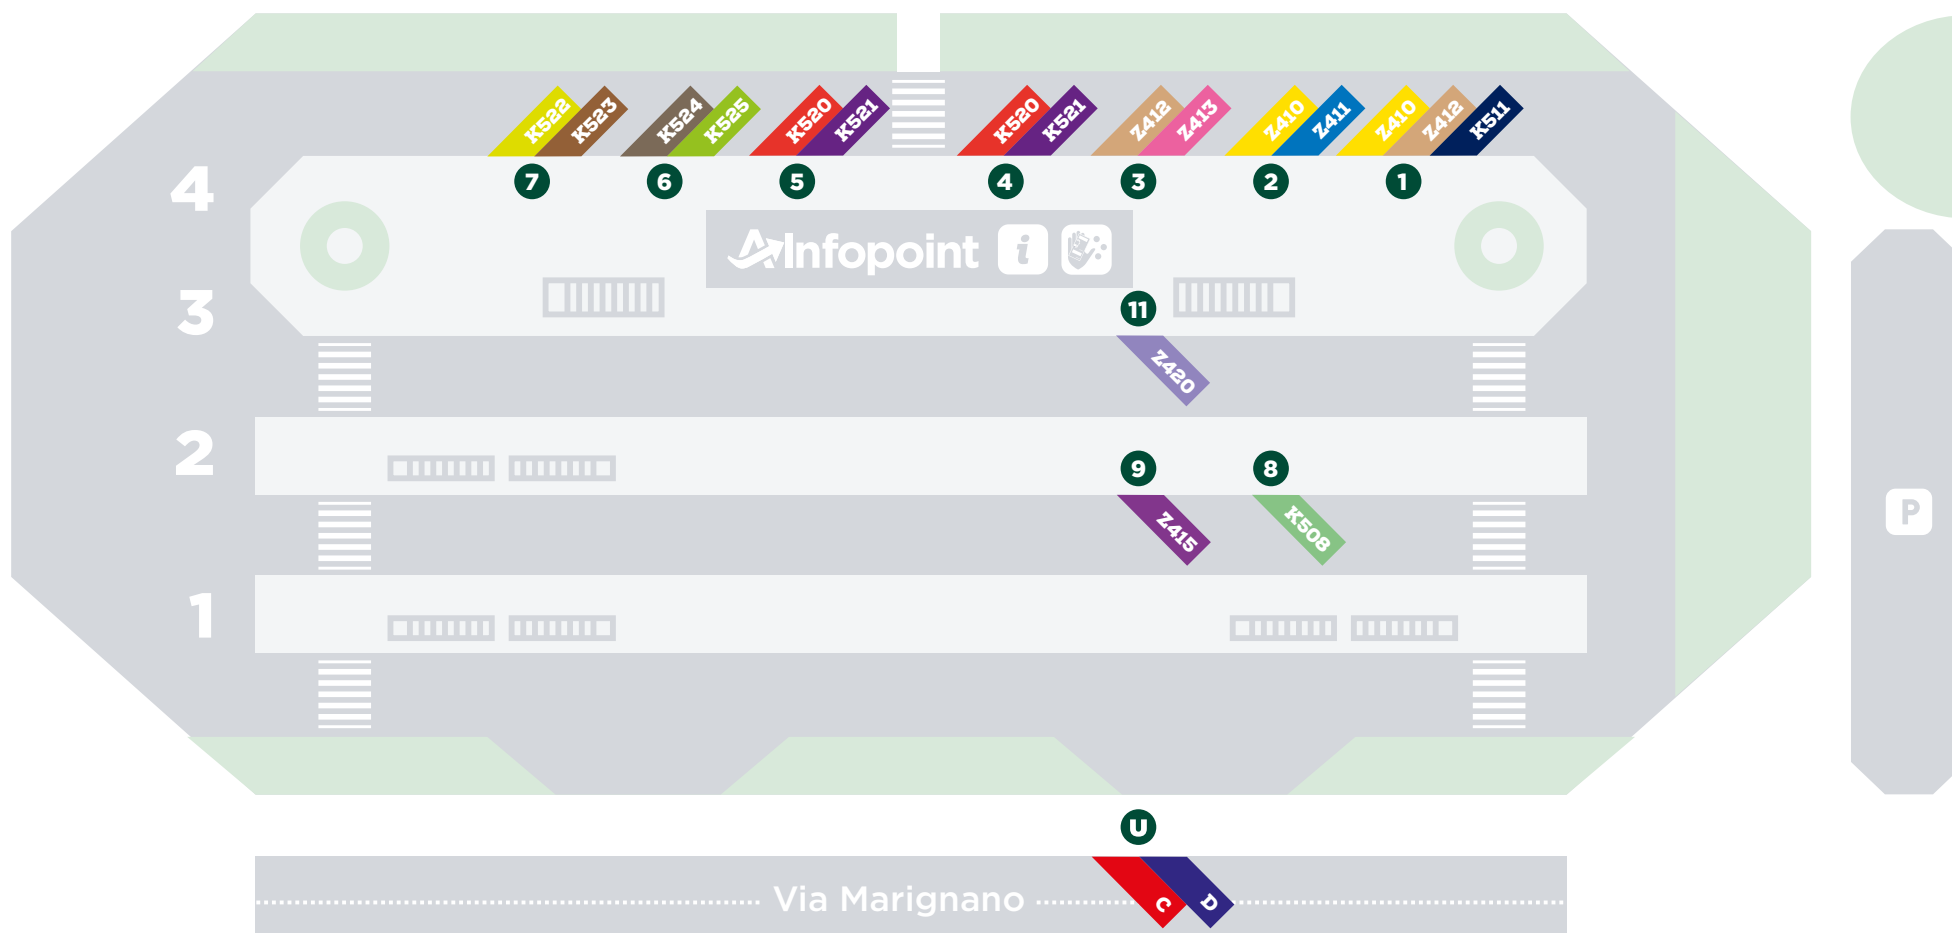 K522 K523 K524 K525 K520 K521 K520 K521 Z412 Z413 Z410 Z411 Z410 Z412 K511
4 7 6 5 4 3 2 1
Infopoint i
3 11
Z420
2 9 8
Z415 K508
P
1
U
Via Marignano C D